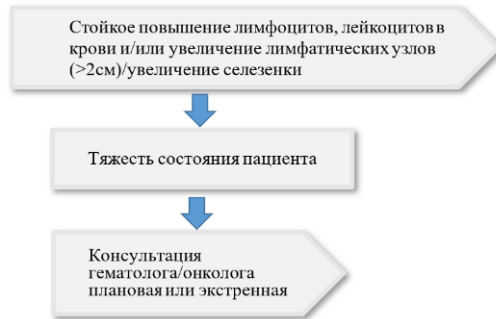 Стойкое повышение лимфоцитов, лейкоцитов в
крови и/или увеличение лимфатических узлов
(>2см)/увеличение селезенки
Тяжесть состояния пациента
Консультация
гематолога/онколога
плановая или экстренная